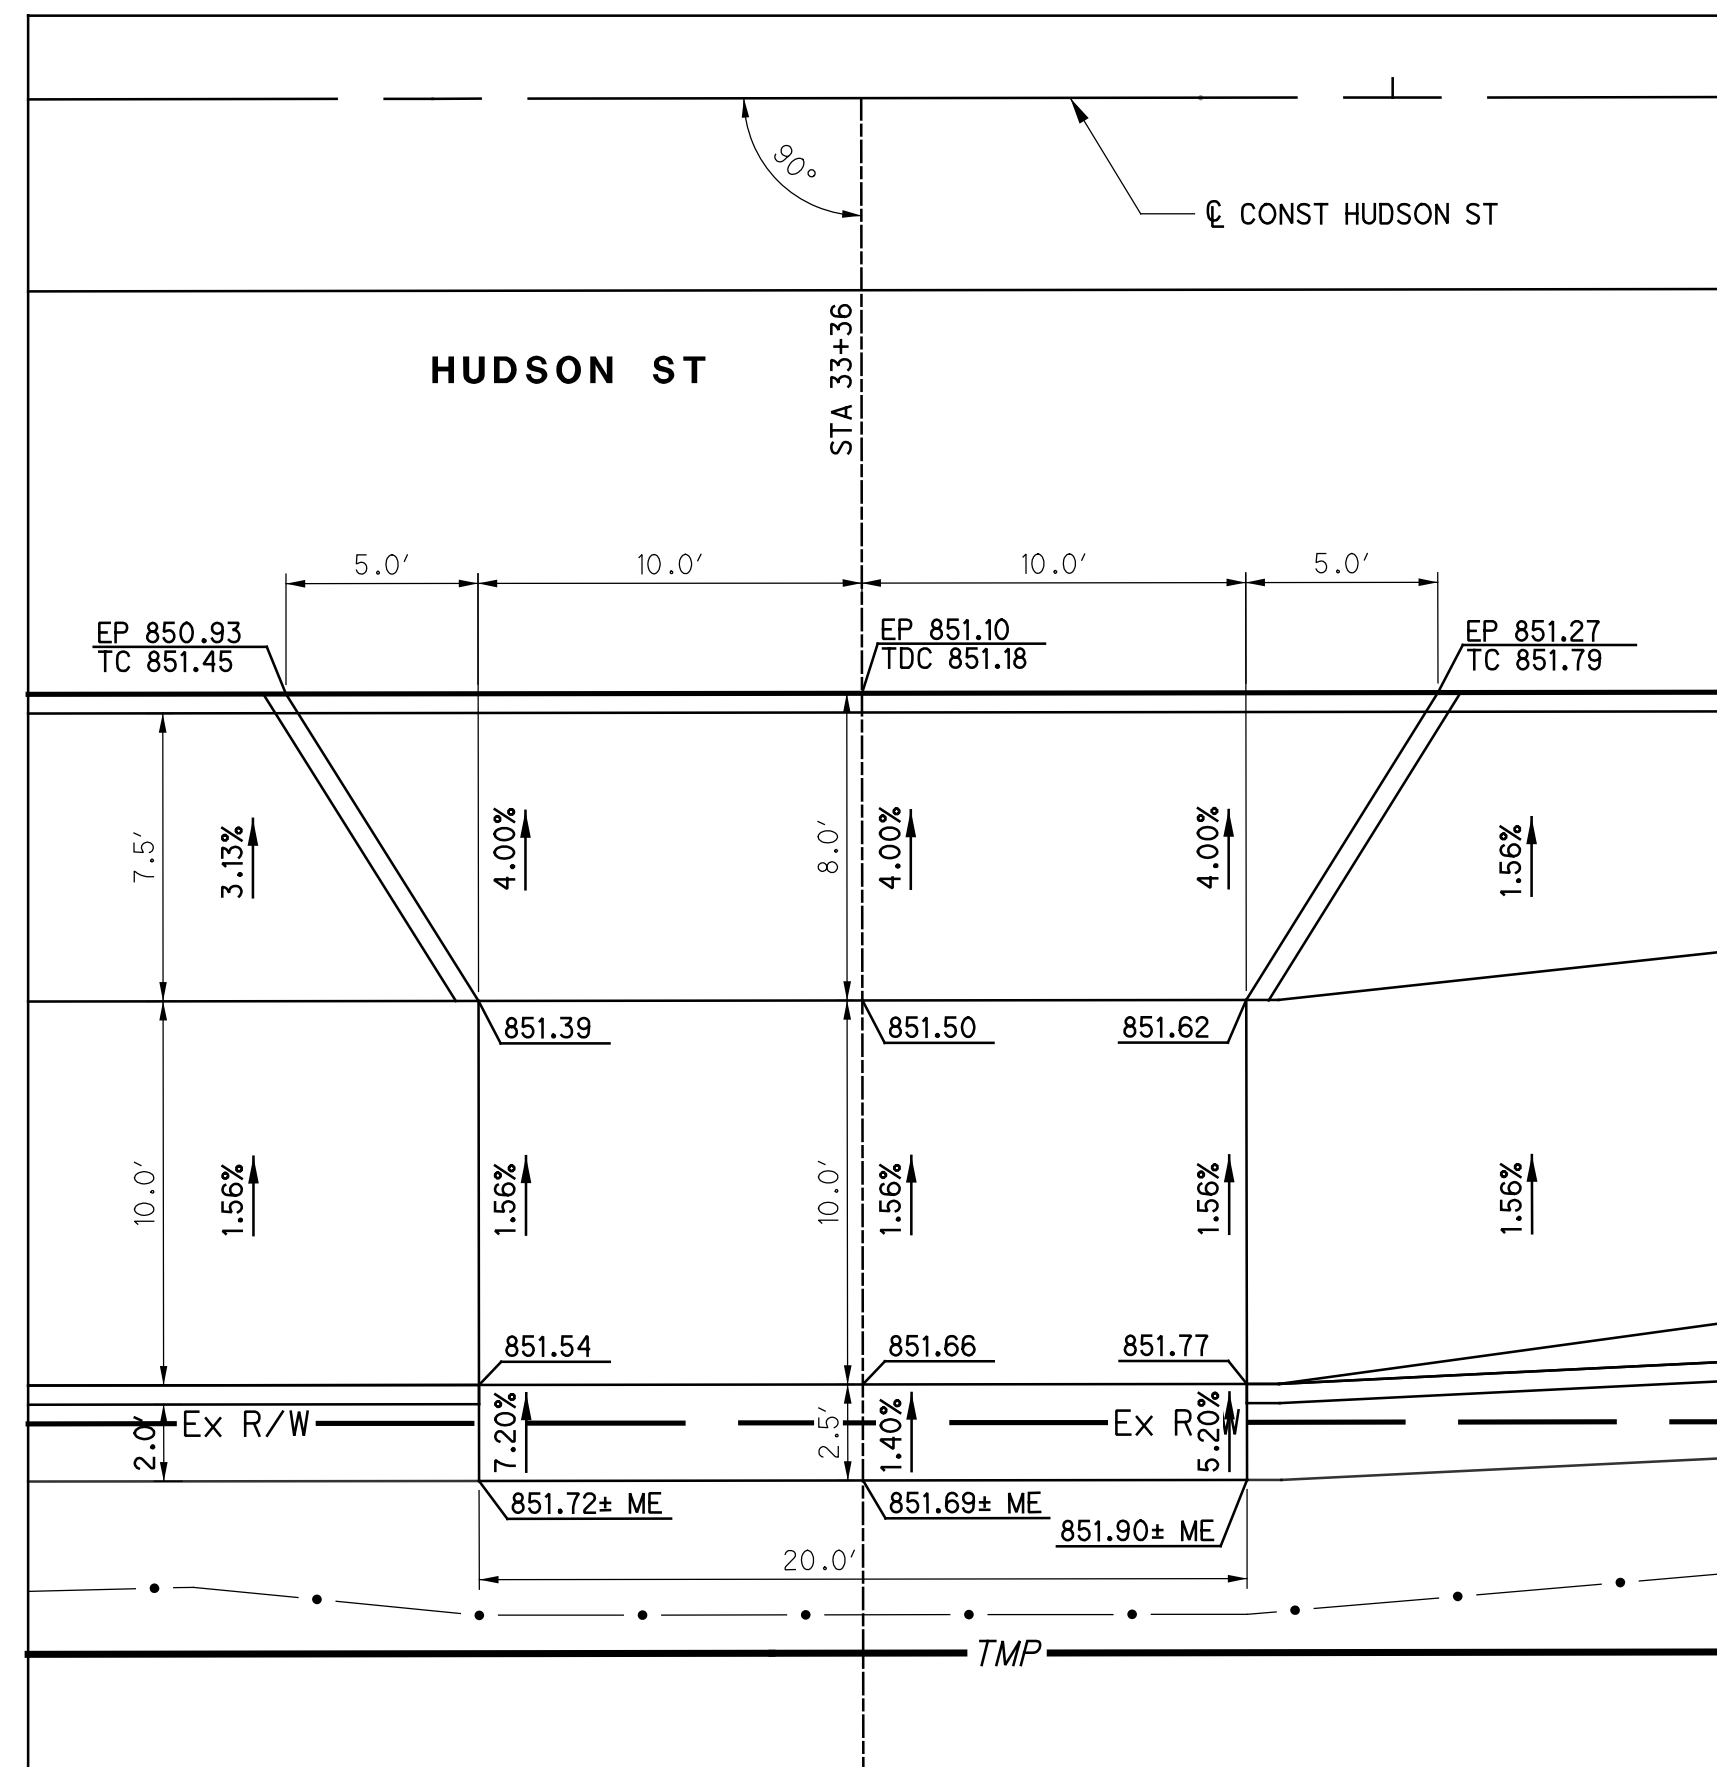 90°
℄ CONST HUDSON ST
STA 33+36
HUDSON ST
5.0'
10.0'
10.0'
5.0'
EP 850.93
TC 851.45
EP 851.10
TDC 851.18
EP 851.27
TC 851.79
7.5'
3.13%
4.00%
8.0'
4.00%
4.00%
1.56%
851.39
851.50
851.62
10.0'
1.56%
1.56%
10.0'
1.56%
1.56%
1.56%
851.54
851.66
851.77
2.0'
Ex R/W
7.20%
2.5'
1.40%
Ex R/W
5.20%
851.72± ME
851.69± ME
851.90± ME
20.0'
TMP